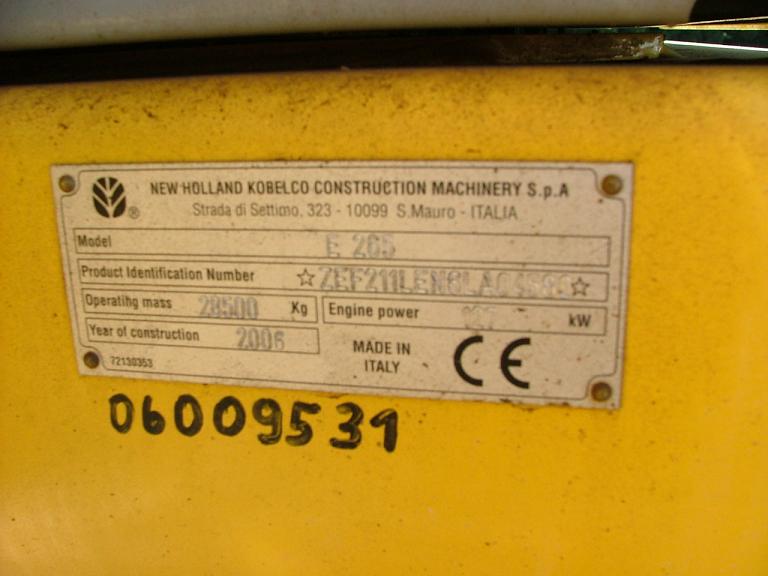 NEW HOLLAND KOBELCO CONSTRUCTION MACHINERY S.p.A
Strada di Settimo, 323 - 10099 S.Mauro - ITALIA
Model
Product Identification Number
Operating mass 28500 Kg Engine power kW
Year of construction 2006
MADE IN
ITALY
CE
72130353
06009531